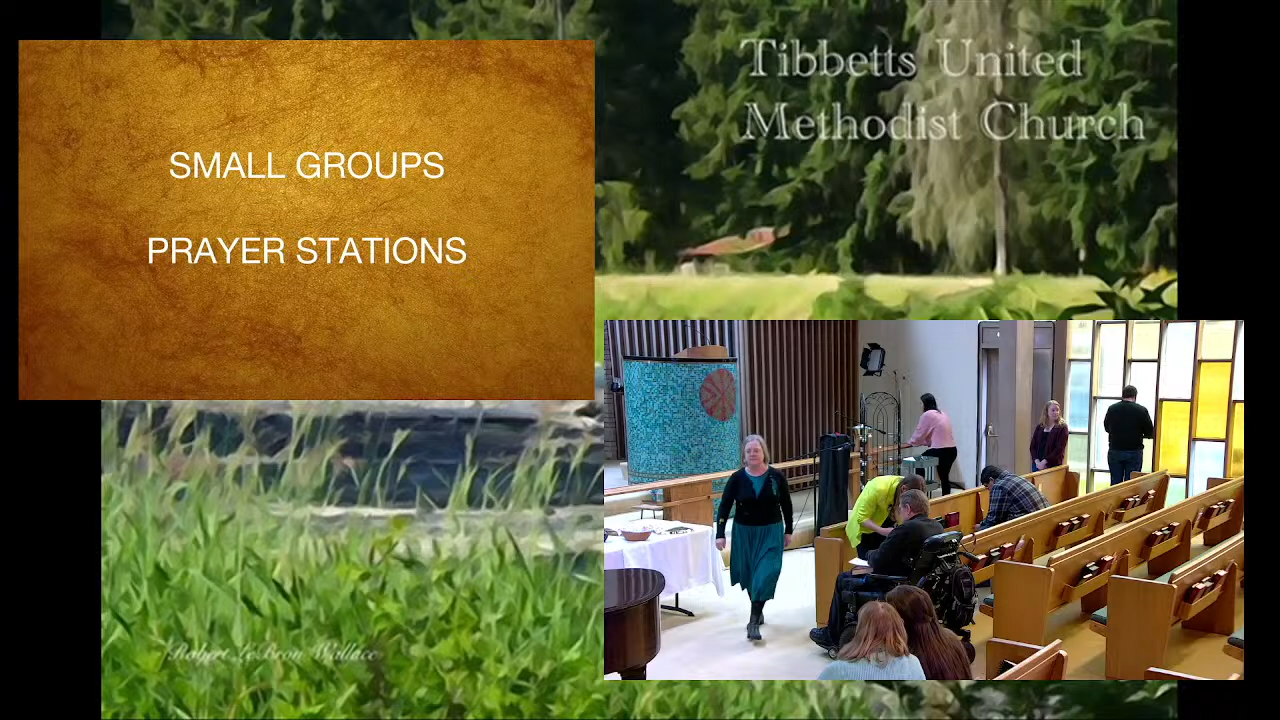 SMALL GROUPS
PRAYER STATIONS
Tibbetts United
Methodist Church
Robert LeBron Wallace